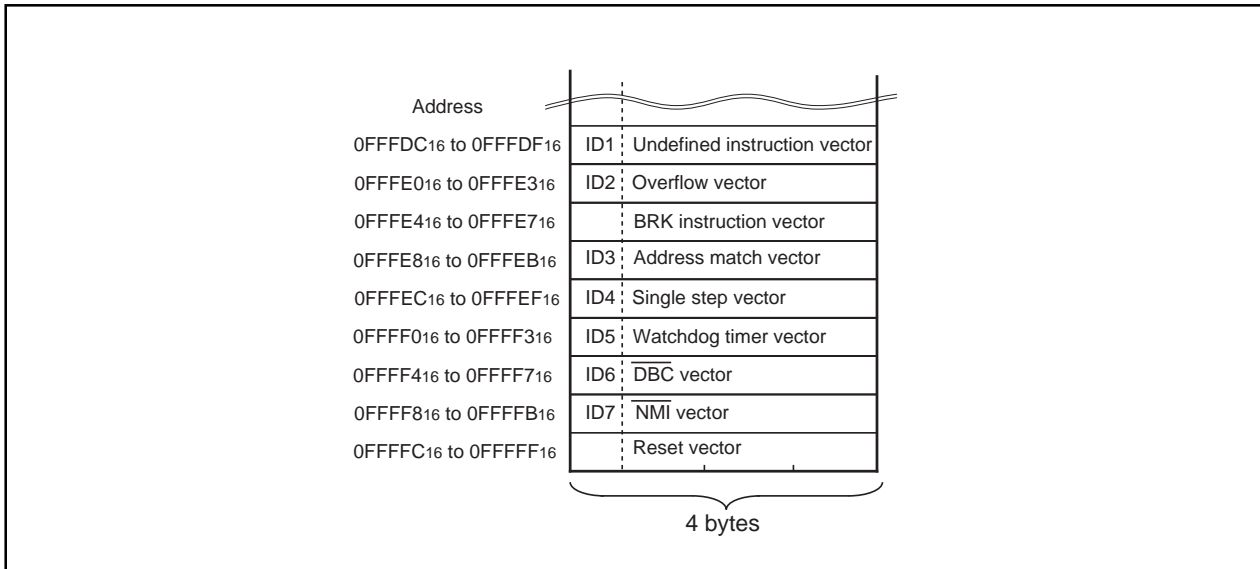 Address
0FFFDC16 to 0FFFDF16 ID1 Undefined instruction vector
0FFFE016 to 0FFFE316 ID2 Overflow vector
0FFFE416 to 0FFFE716 BRK instruction vector
0FFFE816 to 0FFFEB16 ID3 Address match vector
0FFFEC16 to 0FFFEF16 ID4 Single step vector
0FFFF016 to 0FFFF316 ID5 Watchdog timer vector
0FFFF416 to 0FFFF716 ID6 DBC vector
0FFFF816 to 0FFFFB16 ID7 NMI vector
0FFFFC16 to 0FFFFF16 Reset vector
4 bytes